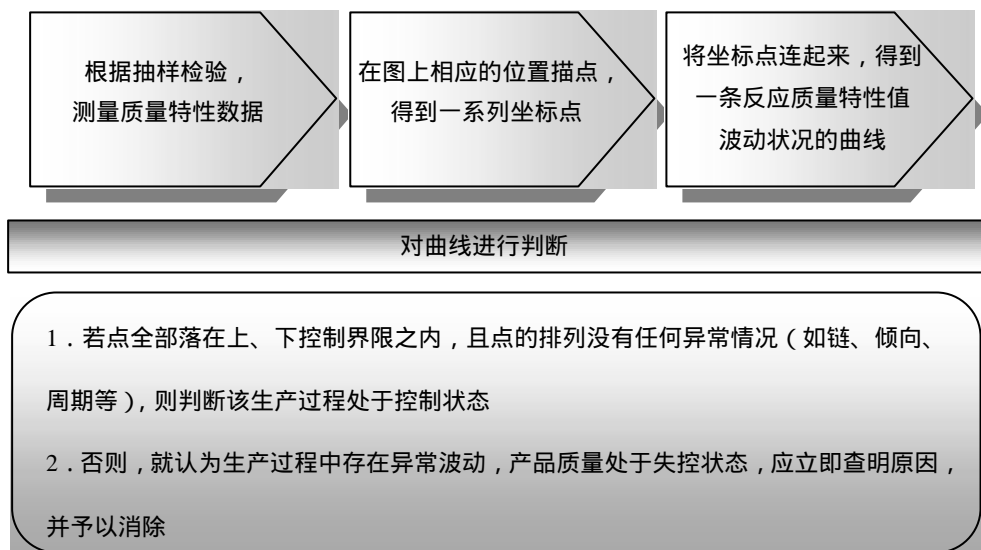 根据抽样检验，
测量质量特性数据
在图上相应的位置描点，
得到一系列坐标点
将坐标点连起来，得到
一条反应质量特性值
波动状况的曲线
对曲线进行判断
1．若点全部落在上、下控制界限之内，且点的排列没有任何异常情况（如链、倾向、
周期等），则判断该生产过程处于控制状态
2．否则，就认为生产过程中存在异常波动，产品质量处于失控状态，应立即查明原因，
并予以消除